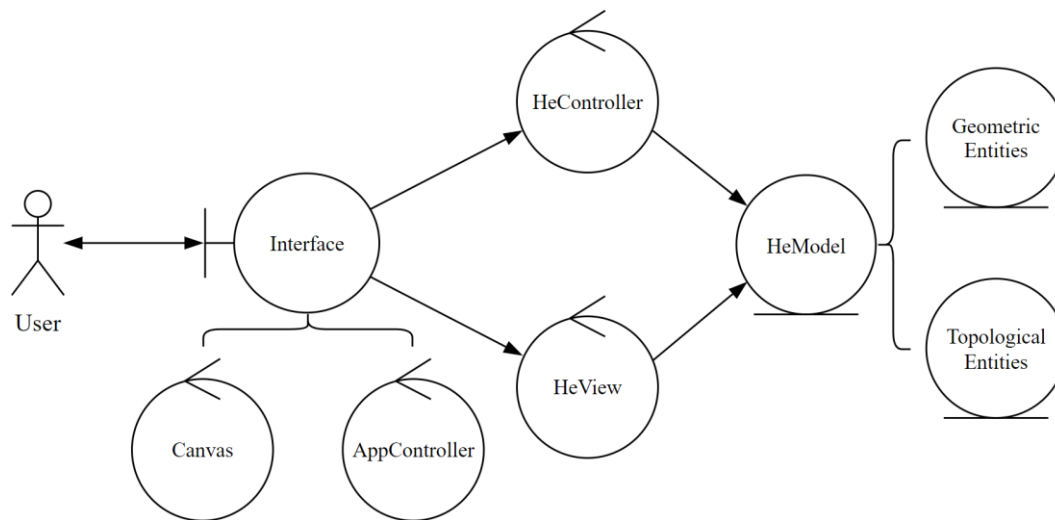 HeController
Geometric
Entities
Interface
HeModel
User
HeView
Topological
Entities
Canvas
AppController